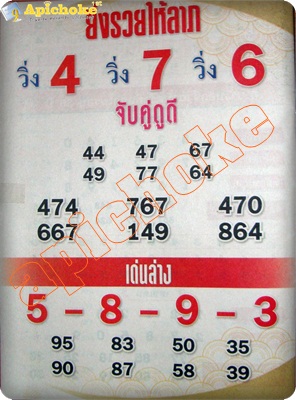 Apichoke
ยิ่งรวยให้ลาภ
วิ่ง 4 วิ่ง 7 วิ่ง 6
จับคู่ดูดี
44 47 67
49 77 64
474 767 470
667 149 864
apichoke
เด่นล่าง
5 - 8 - 9 - 3
95 83 50 35
90 87 58 39